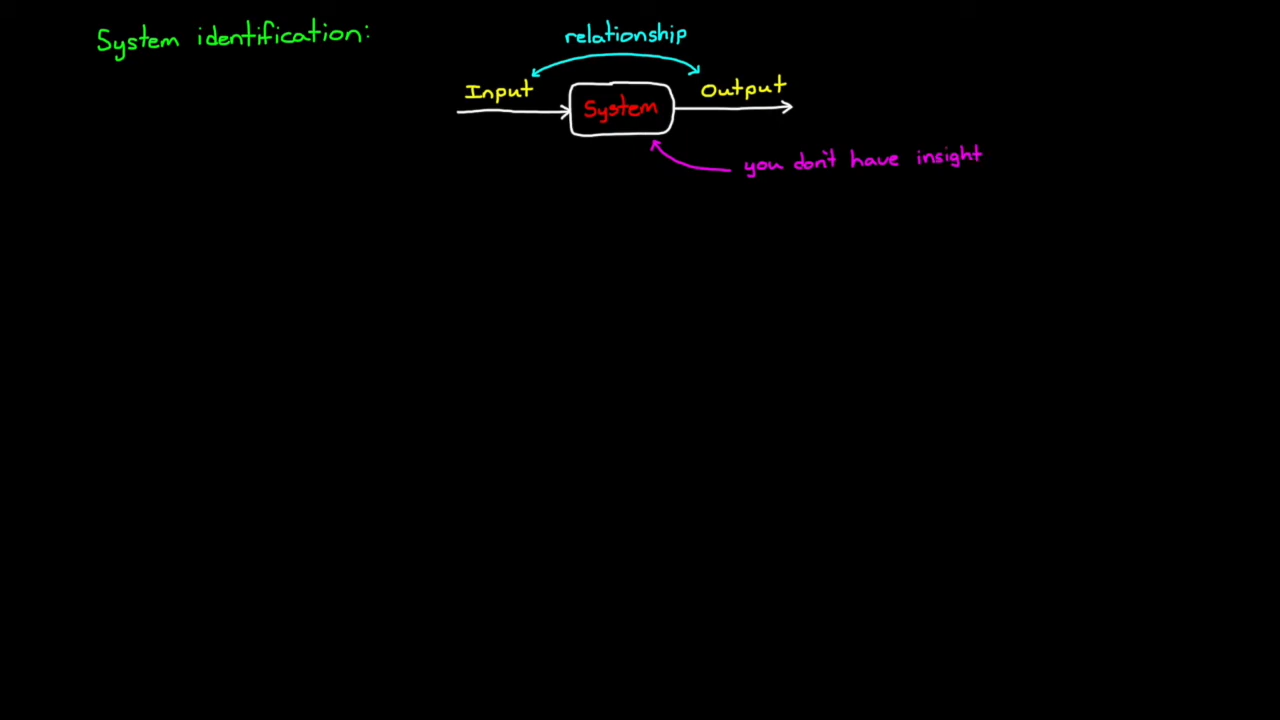 System identification:
relationship
Input
System
Output
you don't have insight